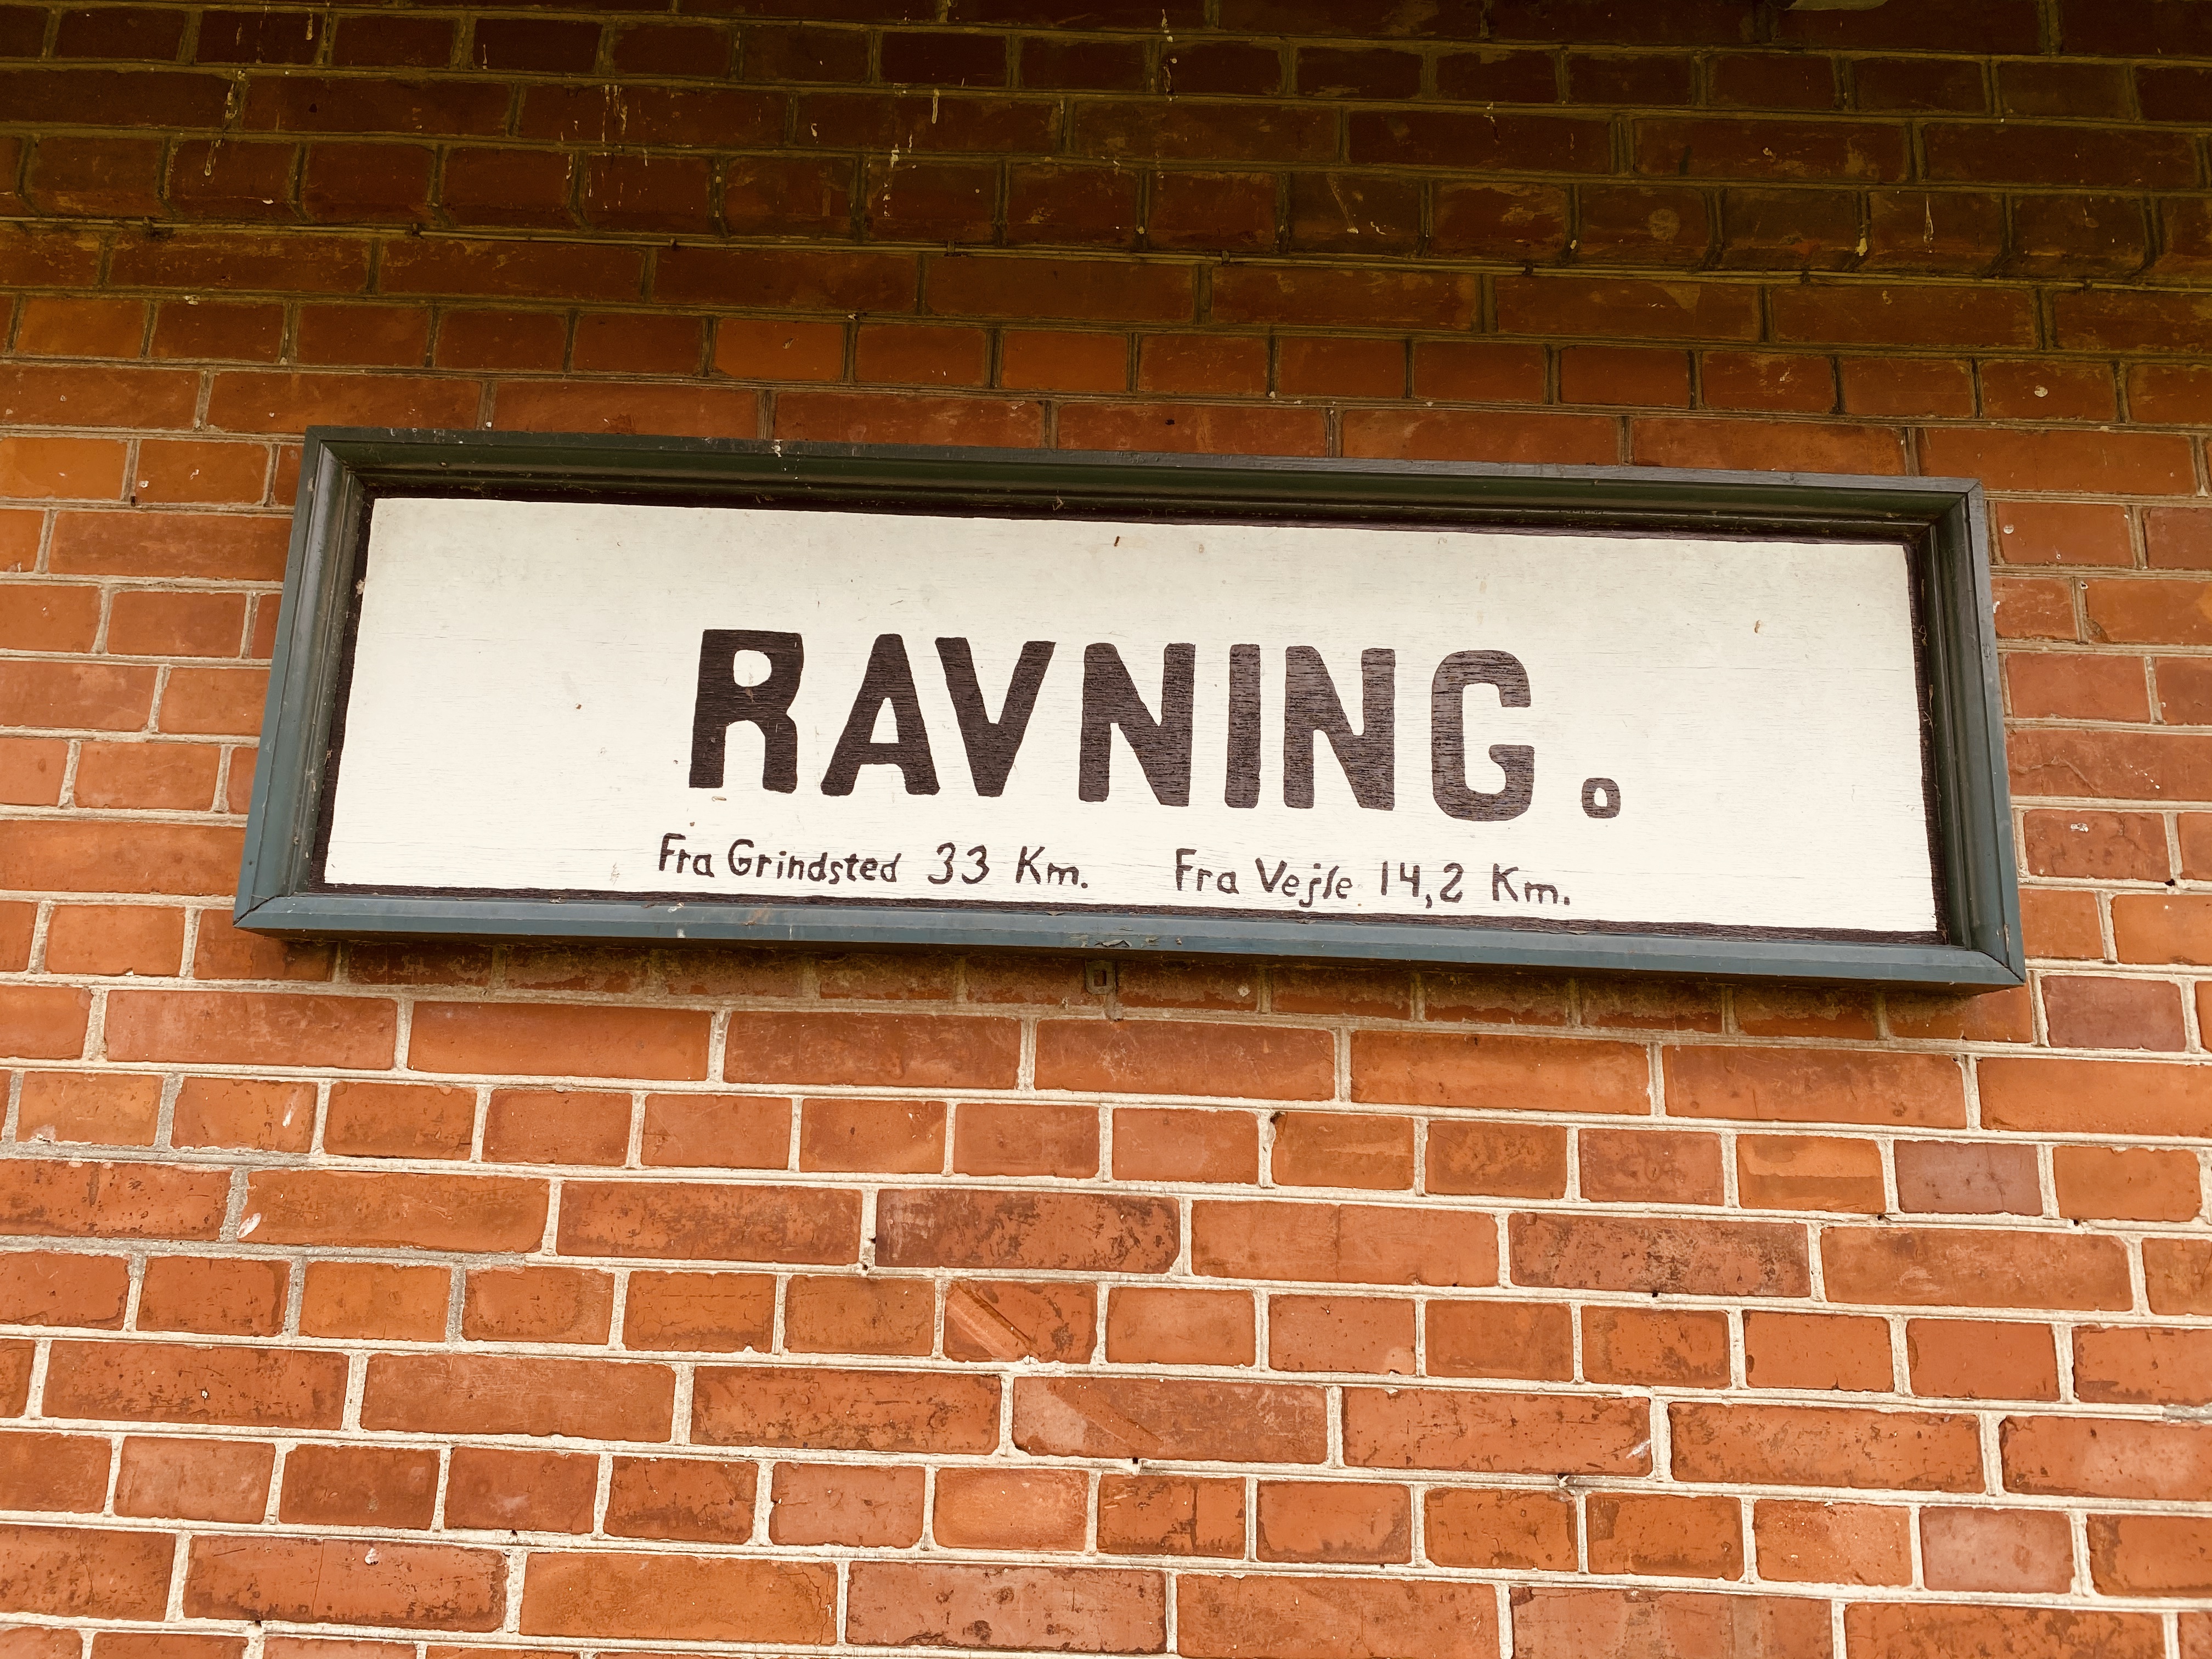 RAVNING.
Fra Grindsted 33 Km. Fra Vejle 14,2 Km.